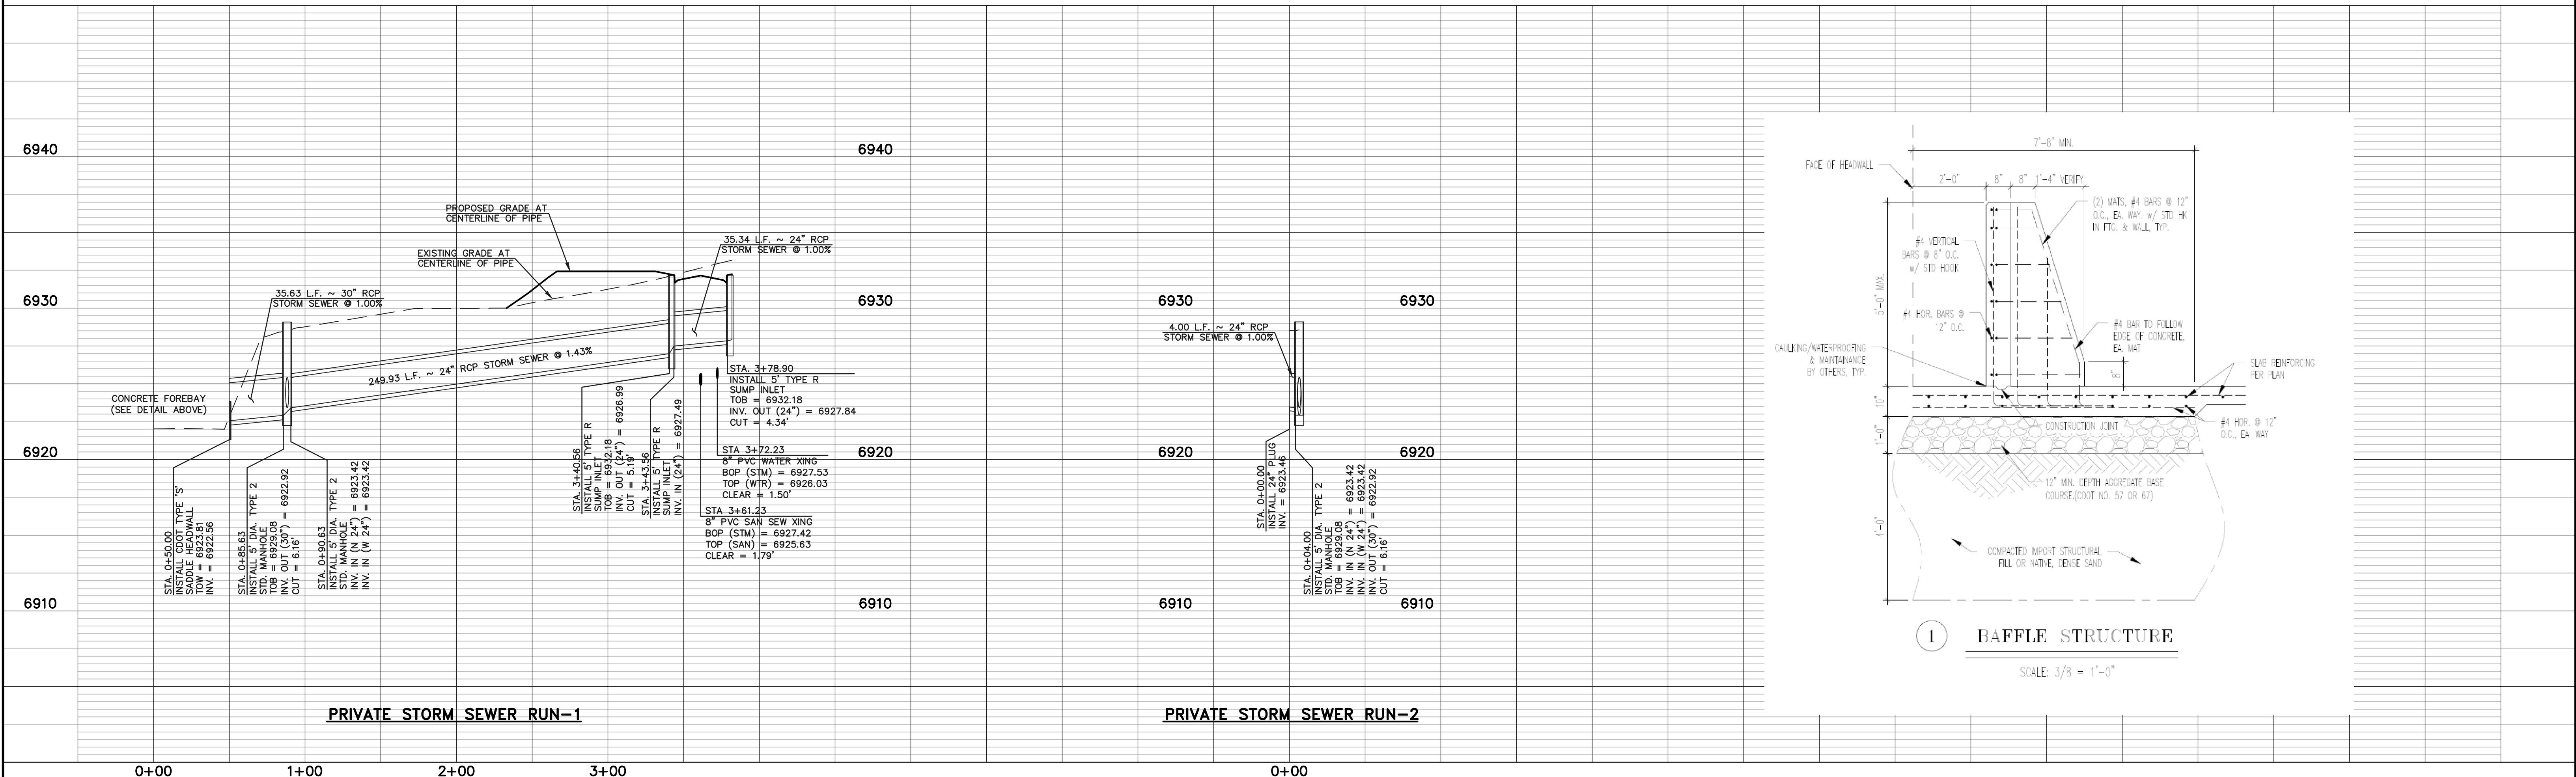 6940
6930
6920
6910
PROPOSED GRADE AT
CENTERLINE OF PIPE
EXISTING GRADE AT
CENTERLINE OF PIPE
35.63 L.F. ~ 30" RCP
STORM SEWER @ 1.00%
35.34 L.F. ~ 24" RCP
STORM SEWER @ 1.00%
249.93 L.F. ~ 24" RCP STORM SEWER @ 1.43%
CONCRETE FOREBAY
(SEE DETAIL ABOVE)
STA. 0+50.00
INSTALL CDOT TYPE 'S'
SADDLE HEADWALL
TOW = 6923.81
INV. = 6922.56
STA. 0+85.63
INSTALL 5' DIA. TYPE 2
STD. MANHOLE
TOB = 6929.08
INV. OUT (30") = 6922.92
CUT = 6.16'
STA. 0+90.63
INSTALL 5' DIA. TYPE 2
STD. MANHOLE
INV. IN (N 24") = 6923.42
INV. IN (W 24") = 6923.42
STA. 3+40.56
INSTALL 5' TYPE R
SUMP INLET
TOB = 6932.18
INV. OUT (24") = 6926.99
CUT = 5.19'
STA. 3+43.56
INSTALL 5' TYPE R
SUMP INLET
INV. IN (24") = 6927.49
STA. 3+78.90
INSTALL 5' TYPE R
SUMP INLET
TOB = 6932.18
INV. OUT (24") = 6927.84
CUT = 4.34'
STA 3+72.23
8" PVC WATER XING
BOP (STM) = 6927.53
TOP (WTR) = 6926.03
CLEAR = 1.50'
STA 3+61.23
8" PVC SAN SEW XING
BOP (STM) = 6927.42
TOP (SAN) = 6925.63
CLEAR = 1.79'
6940
6930
6920
6910
PRIVATE STORM SEWER RUN-1
0+00
1+00
2+00
3+00
6930
6920
6910
4.00 L.F. ~ 24" RCP
STORM SEWER @ 1.00%
STA. 0+00.00
INSTALL 24" PLUG
INV. = 6923.46
STA. 0+04.00
INSTALL 5' DIA. TYPE 2
STD. MANHOLE
TOB = 6929.08
INV. IN (N 24") = 6923.42
INV. IN (W 24") = 6923.42
INV. OUT (30") = 6922.92
CUT = 6.16'
6930
6920
6910
PRIVATE STORM SEWER RUN-2
0+00
7'-8" MIN.
FACE OF HEADWALL
2'-0"
8"
8"
1'-4" VERIFY
(2) MATS, #4 BARS @ 12"
O.C., EA. WAY. w/ STD HK
IN FTG. & WALL, TYP.
#4 VERTICAL
BARS @ 8" O.C.
w/ STD HOOK
5'-0" MAX.
#4 HOR. BARS @
12" O.C.
#4 BAR TO FOLLOW
EDGE OF CONCRETE,
EA. MAT
CAULKING/WATERPROOFING
& MAINTAINANCE
BY OTHERS, TYP.
8"
SLAB REINFORCING
PER PLAN
10"
CONSTRUCTION JOINT
#4 HOR. @ 12"
O.C., EA. WAY
1'-0"
12" MIN. DEPTH AGGREGATE BASE
COURSE.(CDOT NO. 57 OR 67)
4'-0"
COMPACTED IMPORT STRUCTURAL
FILL OR NATIVE, DENSE SAND
1
BAFFLE STRUCTURE
SCALE: 3/8 = 1'-0"